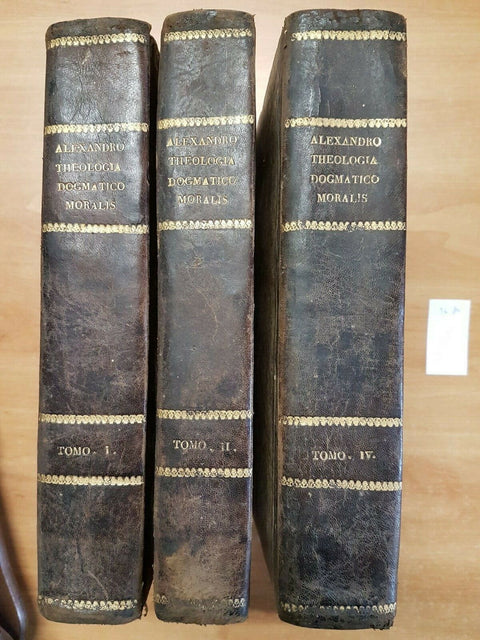 ALEXANDRO
THEOLOGIA
DOGMATICO
MORALIS
TOMO. I.
ALEXANDRO
THEOLOGIA
DOGMATICO
MORALIS
TOMO. II.
ALEXANDRO
THEOLOGIA
DOGMATICO
MORALIS
TOMO. IV.